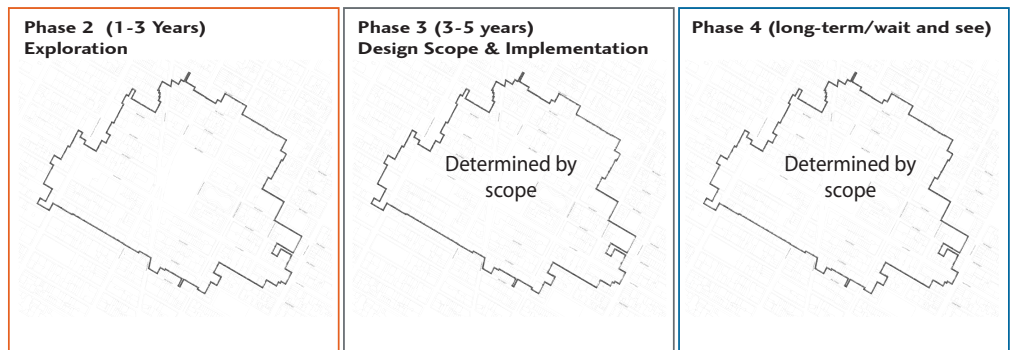 Phase 2  (1-3 Years)
Exploration
Phase 3 (3-5 years)
Design Scope & Implementation
Determined by
scope
Phase 4 (long-term/wait and see)
Determined by
scope